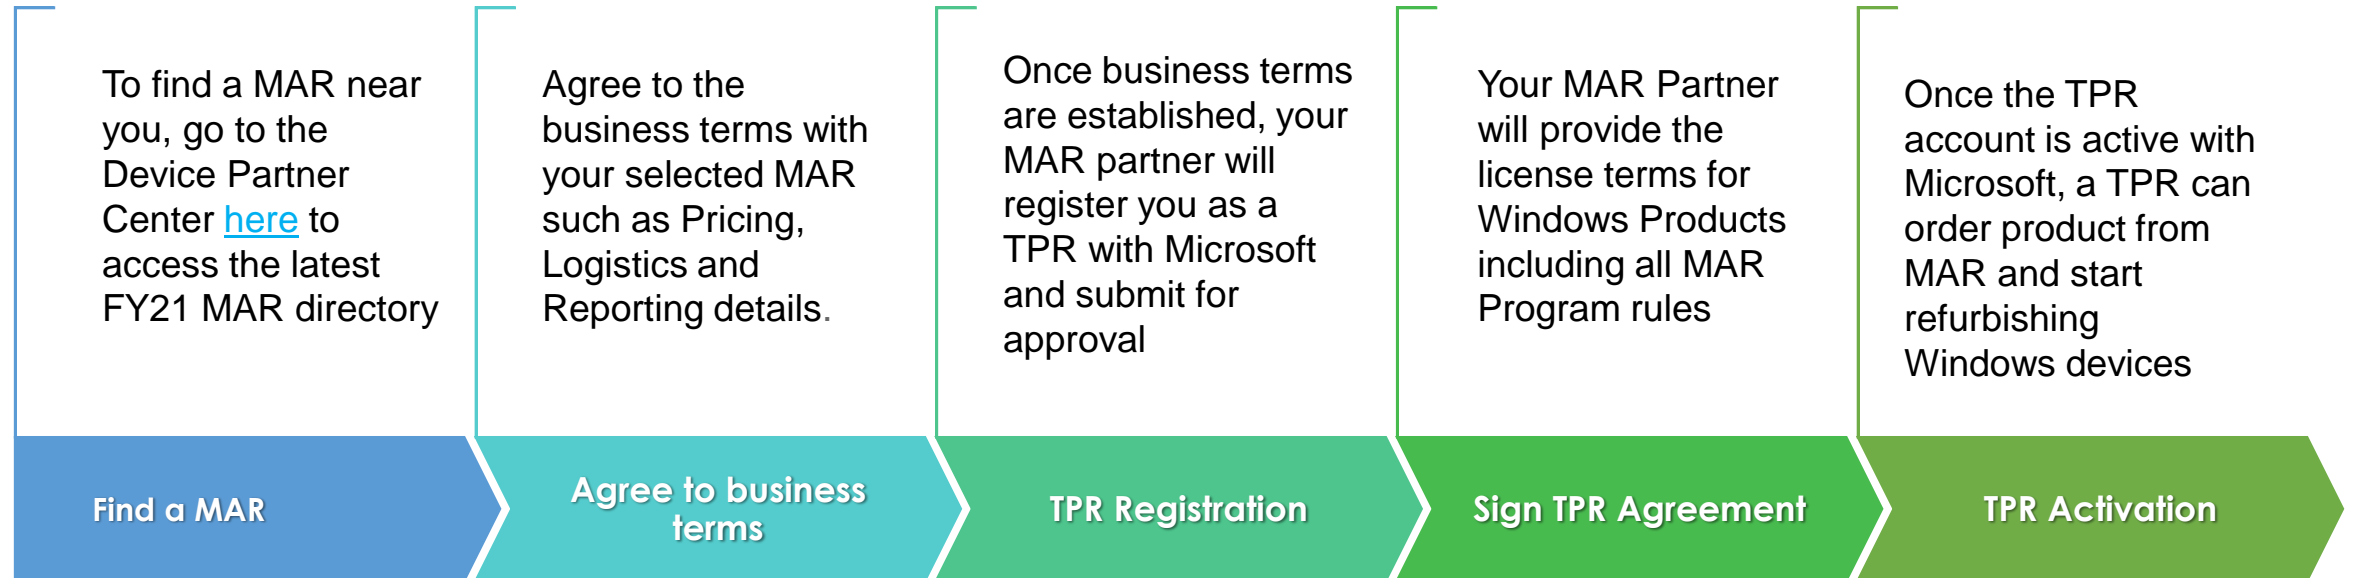 To find a MAR near
you, go to the
Device Partner
Center here to
access the latest
FY21 MAR directory
Agree to the
business terms with
your selected MAR
such as Pricing,
Logistics and
Reporting details.
Once business terms
are established, your
MAR partner will
register you as a
TPR with Microsoft
and submit for
approval
Your MAR Partner
will provide the
license terms for
Windows Products
including all MAR
Program rules
Once the TPR
account is active with
Microsoft, a TPR can
order product from
MAR and start
refurbishing
Windows devices
Find a MAR
Agree to business
terms
TPR Registration
Sign TPR Agreement
TPR Activation